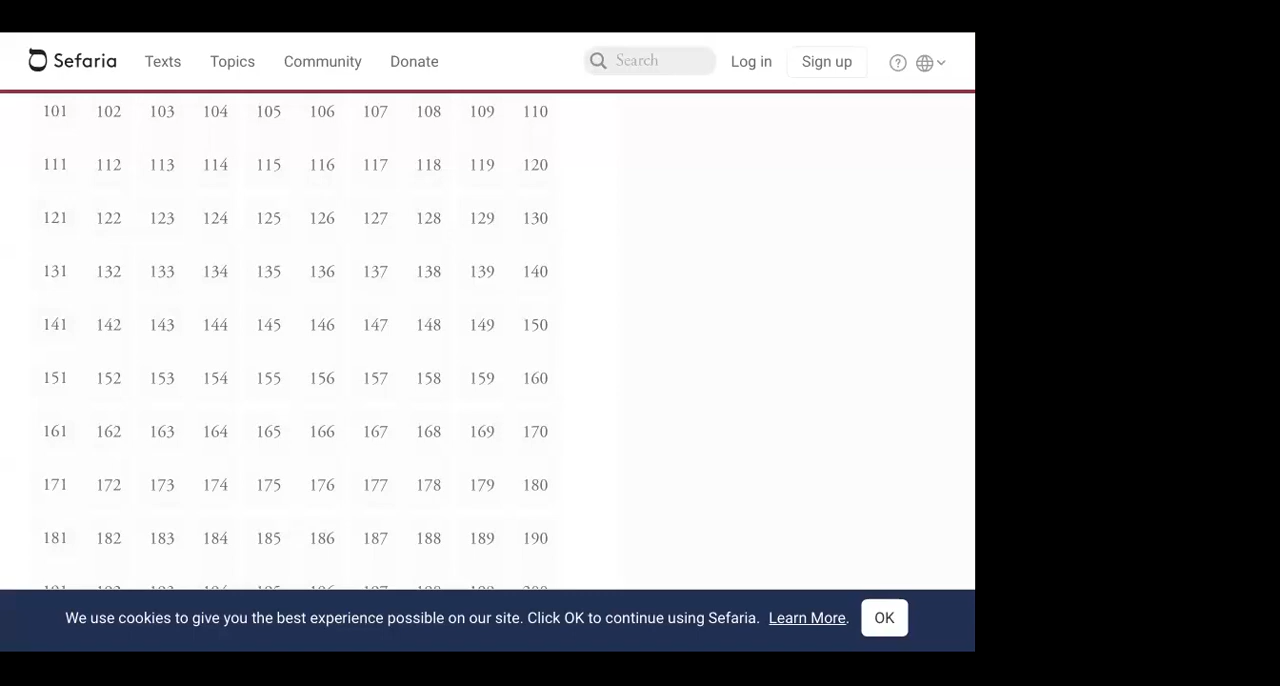 Sefaria Texts Topics Community Donate Search Log in Sign up
101 102 103 104 105 106 107 108 109 110
111 112 113 114 115 116 117 118 119 120
121 122 123 124 125 126 127 128 129 130
131 132 133 134 135 136 137 138 139 140
141 142 143 144 145 146 147 148 149 150
151 152 153 154 155 156 157 158 159 160
161 162 163 164 165 166 167 168 169 170
171 172 173 174 175 176 177 178 179 180
181 182 183 184 185 186 187 188 189 190
We use cookies to give you the best experience possible on our site. Click OK to continue using Sefaria. Learn More. OK